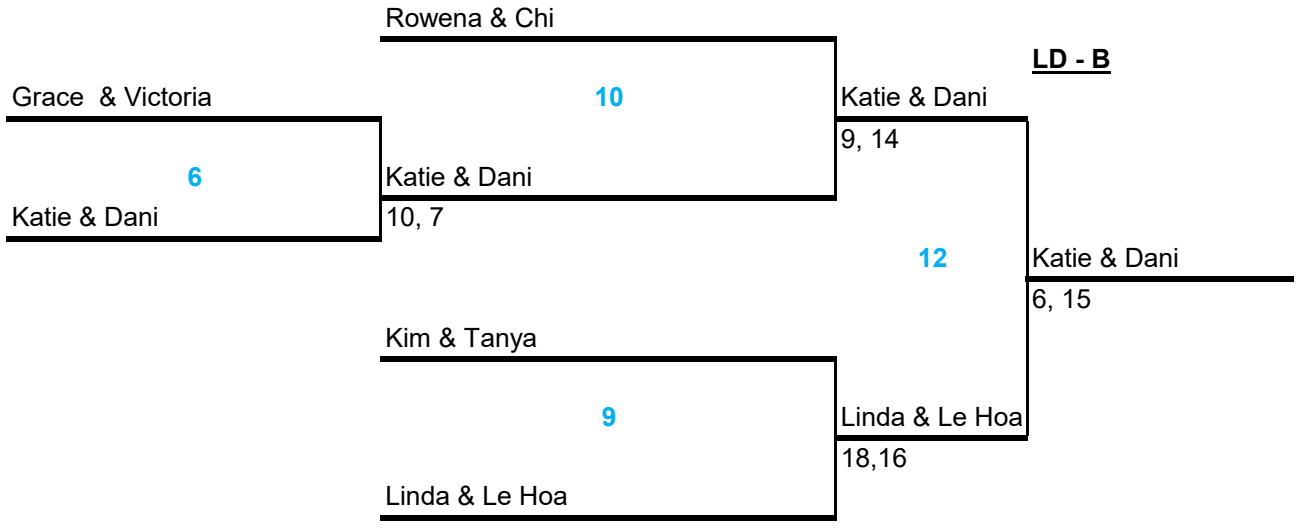 Rowena & Chi
LD - B
Grace  & Victoria
10
Katie & Dani
9, 14
6
Katie & Dani
Katie & Dani
10, 7
12
Katie & Dani
6, 15
Kim & Tanya
9
Linda & Le Hoa
18,16
Linda & Le Hoa